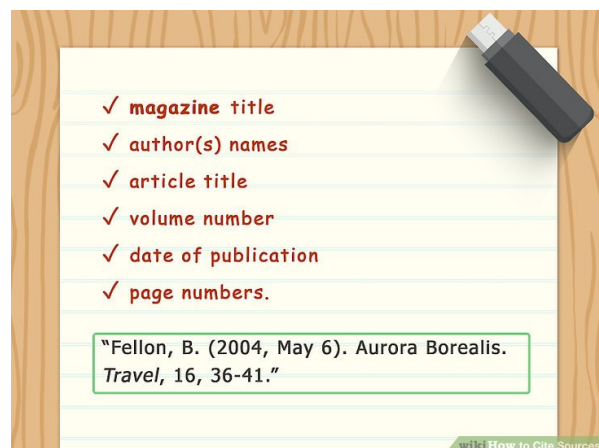 ✓ magazine title
✓ author(s) names
✓ article title
✓ volume number
✓ date of publication
✓ page numbers.
“Fellon, B. (2004, May 6). Aurora Borealis.
Travel, 16, 36-41.”
wikiHow to Cite Sources